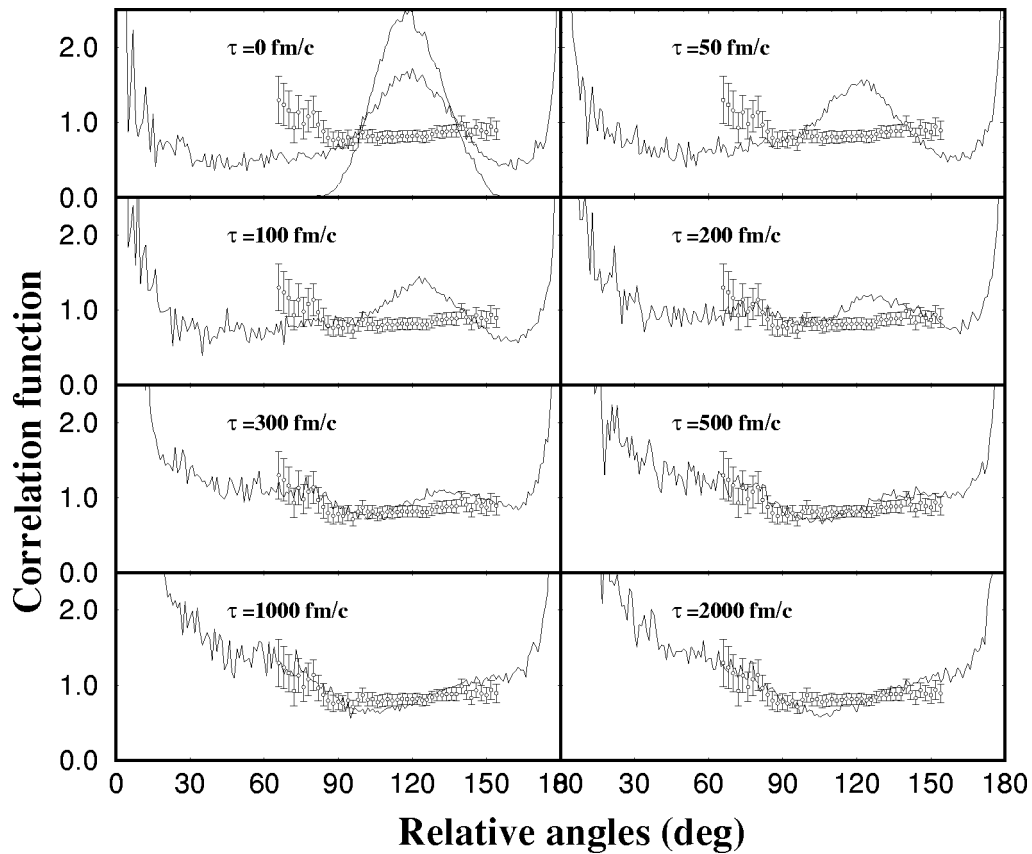 2.0
1.0
0.0
τ =0 fm/c
τ =50 fm/c
2.0
1.0
0.0
τ =100 fm/c
τ =200 fm/c
2.0
1.0
0.0
τ =300 fm/c
τ =500 fm/c
2.0
1.0
0.0
τ =1000 fm/c
τ =2000 fm/c
Correlation function
0 30 60 90 120 150 180 30 60 90 120 150 180
Relative angles (deg)